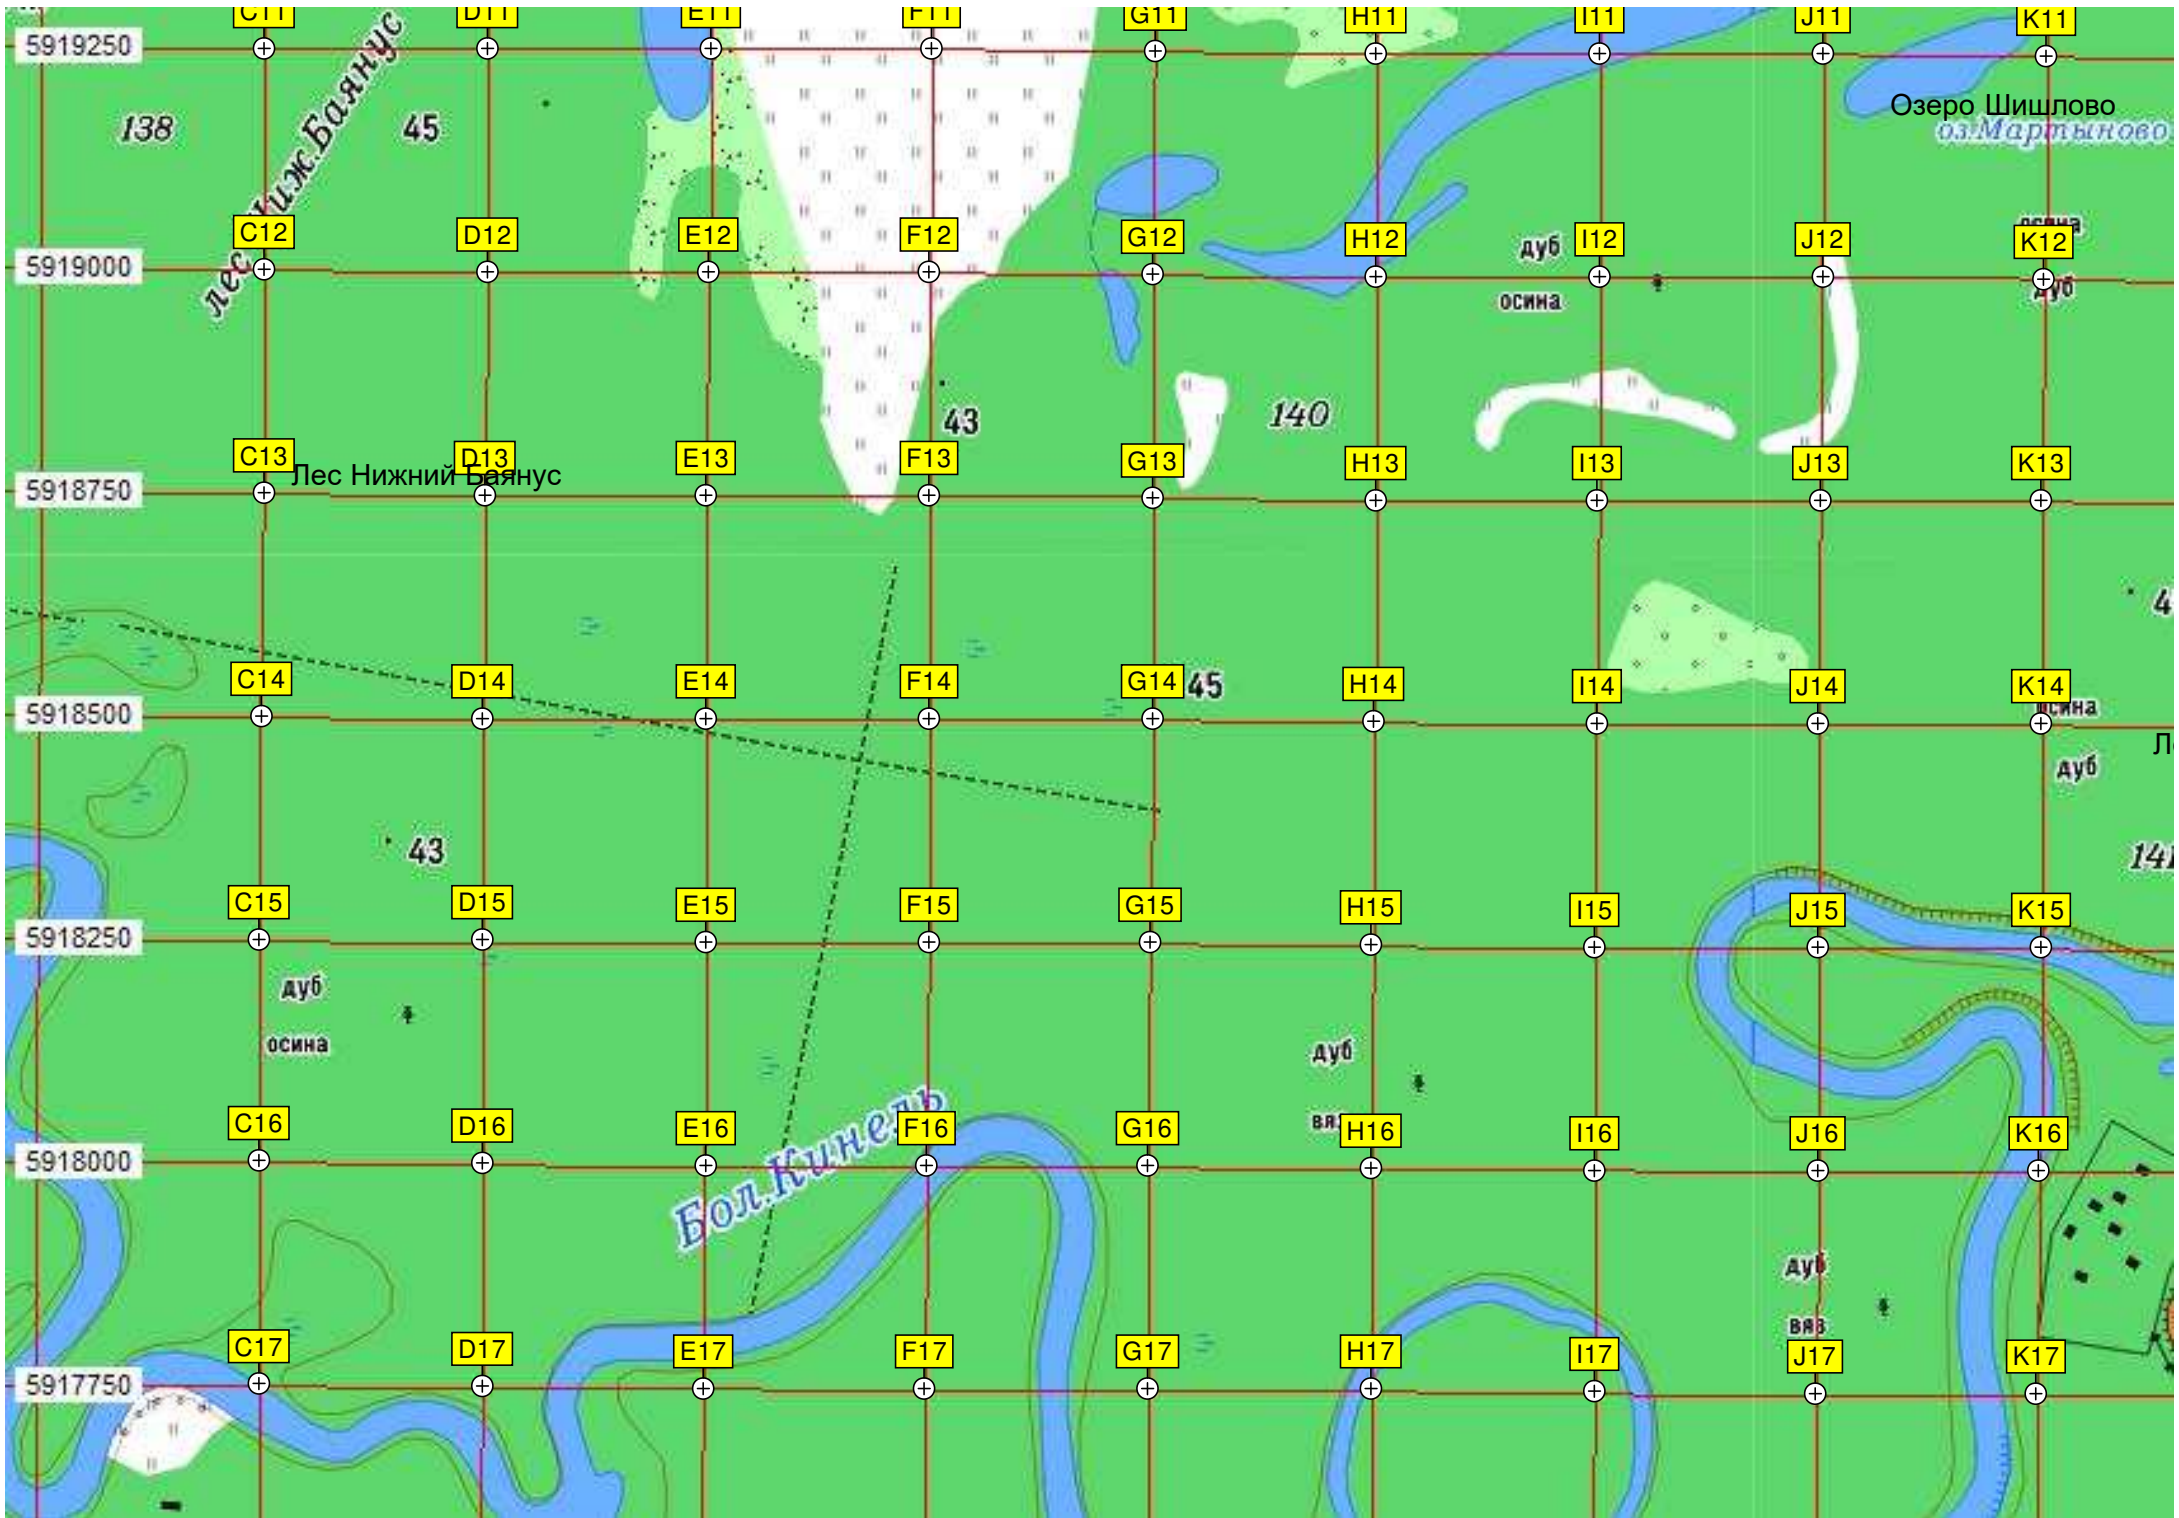 C11 D11 E11 F11 G11 H11 I11 J11 K11
5919250
лес Ниж.Баянус
138 45
Озеро Шишлово
оз.Мартыново
осина
C12 D12 E12 F12 G12 H12 I12 J12 K12
дуб
5919000
осина
дуб
43
140
C13 D13 E13 F13 G13 H13 I13 J13 K13
Лес Нижний Баянус
5918750
C14 D14 E14 F14 G14 45 H14 I14 J14 K14
осина
5918500
дуб
43
141
C15 D15 E15 F15 G15 H15 I15 J15 K15
5918250
дуб
осина
дуб
вяз
Бол.Кинель
C16 D16 E16 F16 G16 H16 I16 J16 K16
5918000
дуб
вяз
C17 D17 E17 F17 G17 H17 I17 J17 K17
5917750